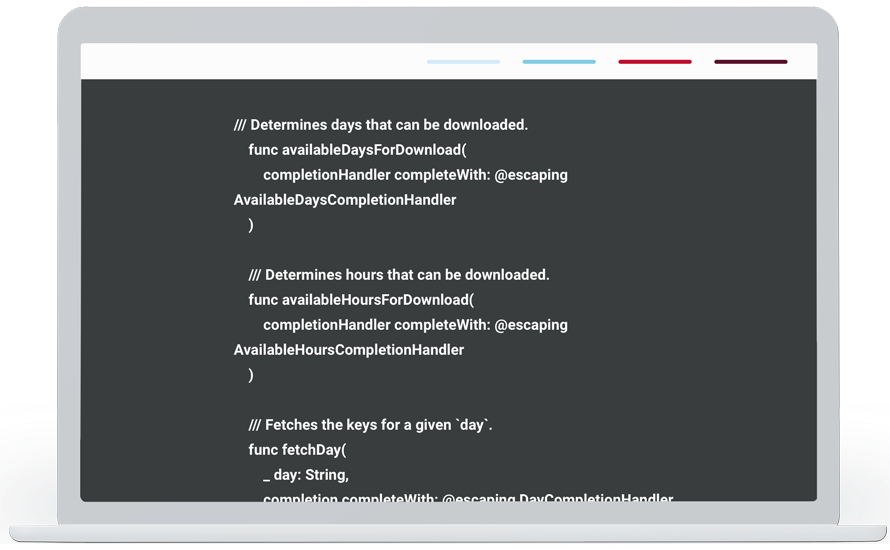 /// Determines days that can be downloaded.
func availableDaysForDownload(
completionHandler completeWith: @escaping
AvailableDaysCompletionHandler
)
/// Determines hours that can be downloaded.
func availableHoursForDownload(
completionHandler completeWith: @escaping
AvailableHoursCompletionHandler
)
/// Fetches the keys for a given `day`.
func fetchDay(
_ day: String,
completion completeWith: @escaping DayCompletionHandler